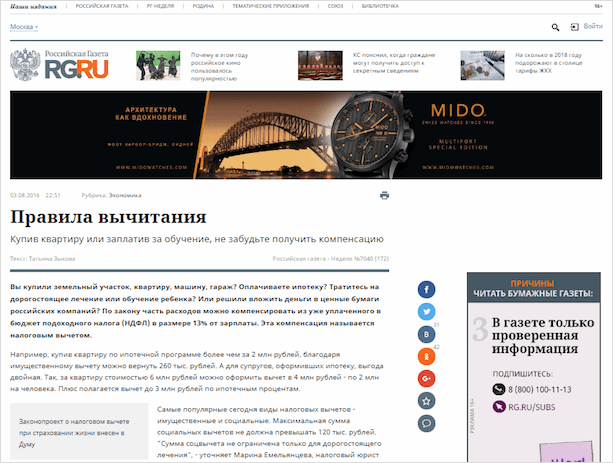 Наши издания РОССИЙСКАЯ ГАЗЕТА РГ-НЕДЕЛЯ РОДИНА ТЕМАТИЧЕСКИЕ ПРИЛОЖЕНИЯ СОЮЗ БИБЛИОТЕЧКА 16+
Москва
Войти
Российская Газета
RGRU
Почему в этом году
российское кино
пользовалось
популярностью
КС пояснил, когда граждане
могут получить доступ к
секретным сведениям
На сколько в 2018 году
подорожают в столице
тарифы ЖКХ
АРХИТЕКТУРА
КАК ВДОХНОВЕНИЕ
МОСТ ХАРБОР-БРИДЖ, СИДНЕЙ
WWW.MIDOWATCHES.COM
MIDO
SWISS WATCHES SINCE 1918
MULTIFORT
SPECIAL EDITION
WWW.MIDOWATCHES.COM
03.08.2016 22:51 Рубрика: Экономика
Правила вычитания
Купив квартиру или заплатив за обучение, не забудьте получить компенсацию
Текст: Татьяна Зыкова Российская газета - Неделя №7040 (172)
Вы купили земельный участок, квартиру, машину, гараж? Оплачиваете ипотеку? Тратитесь на
дорогостоящее лечение или обучение ребенка? Или решили вложить деньги в ценные бумаги
российских компаний? По закону часть расходов можно компенсировать из уже уплаченного в
бюджет подоходного налога (НДФЛ) в размере 13% от зарплаты. Эта компенсация называется
налоговым вычетом.
Например, купив квартиру по ипотечной программе более чем за 2 млн рублей, благодаря
имущественному вычету можно вернуть 260 тыс. рублей. А для супругов, оформивших ипотеку, выгода
двойная. Так, за квартиру стоимостью 6 млн рублей можно оформить вычет в 4 млн рублей - по 2 млн
на человека. Плюс полагается вычет до 3 млн рублей по ипотечным процентам.
Законопроект о налоговом вычете
при страховании жизни внесен в
Думу
Самые популярные сегодня виды налоговых вычетов -
имущественные и социальные. Максимальная сумма
социальных вычетов не должна превышать 120 тыс. рублей.
"Сумма соцвычета не ограничена только для дорогостоящего
лечения", - уточняет Марина Емельянцева, налоговый юрист
31
42
ПРИЧИНЫ
ЧИТАТЬ БУМАЖНЫЕ ГАЗЕТЫ:
3
В газете только
проверенная
информация
ПОДПИШИТЕСЬ:
8 (800) 100-11-13
RG.RU/SUBS
РЕКЛАМА 16+